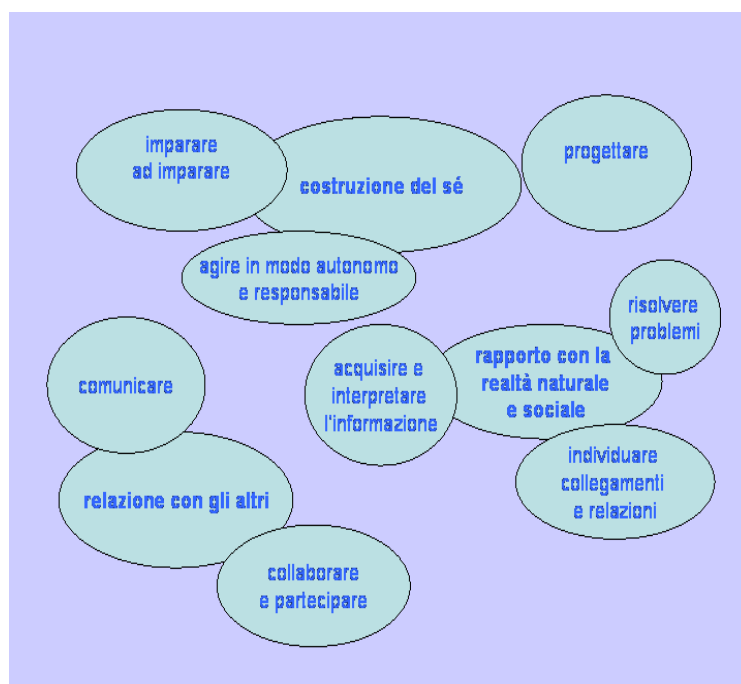 imparare
ad imparare
costruzione del sé
progettare
agire in modo autonomo
e responsabile
risolvere
problemi
comunicare
acquisire e
interpretare
l'informazione
rapporto con la
realtà naturale
e sociale
individuare
collegamenti
e relazioni
relazione con gli altri
collaborare
e partecipare